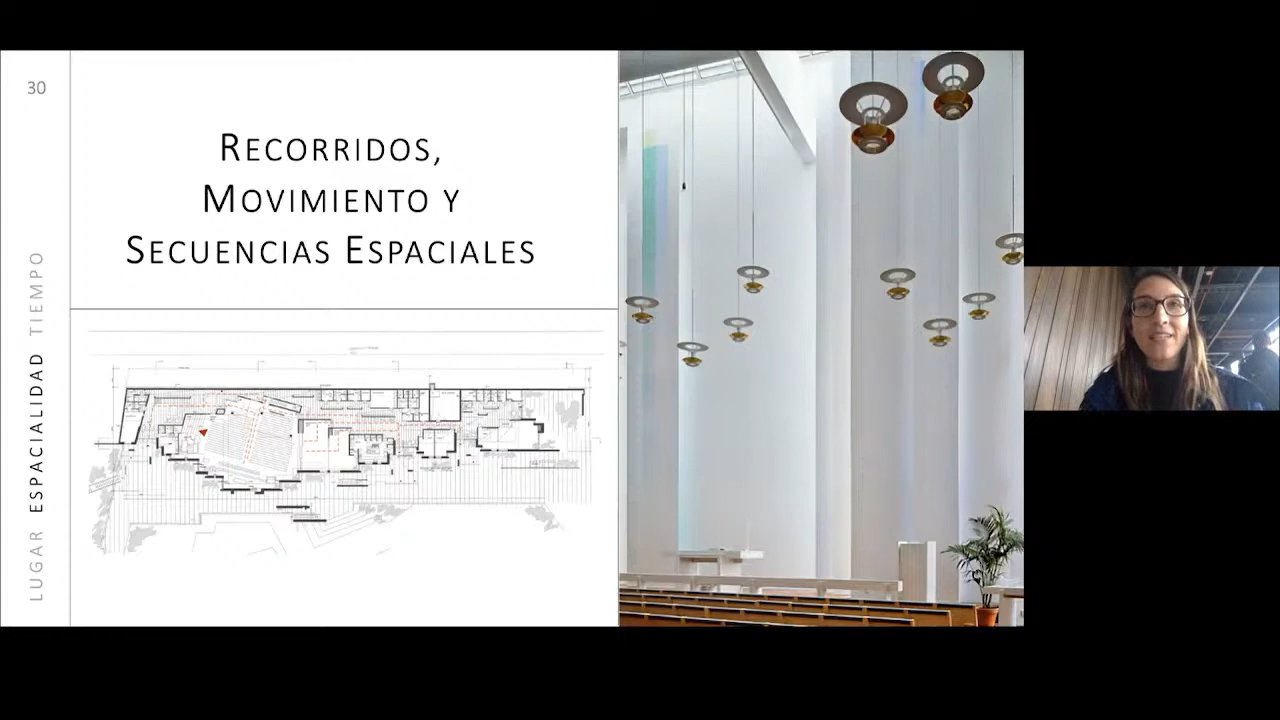 30
RECORRIDOS,
MOVIMIENTO Y
SECUENCIAS ESPACIALES
LUGAR ESPACIALIDAD TIEMPO